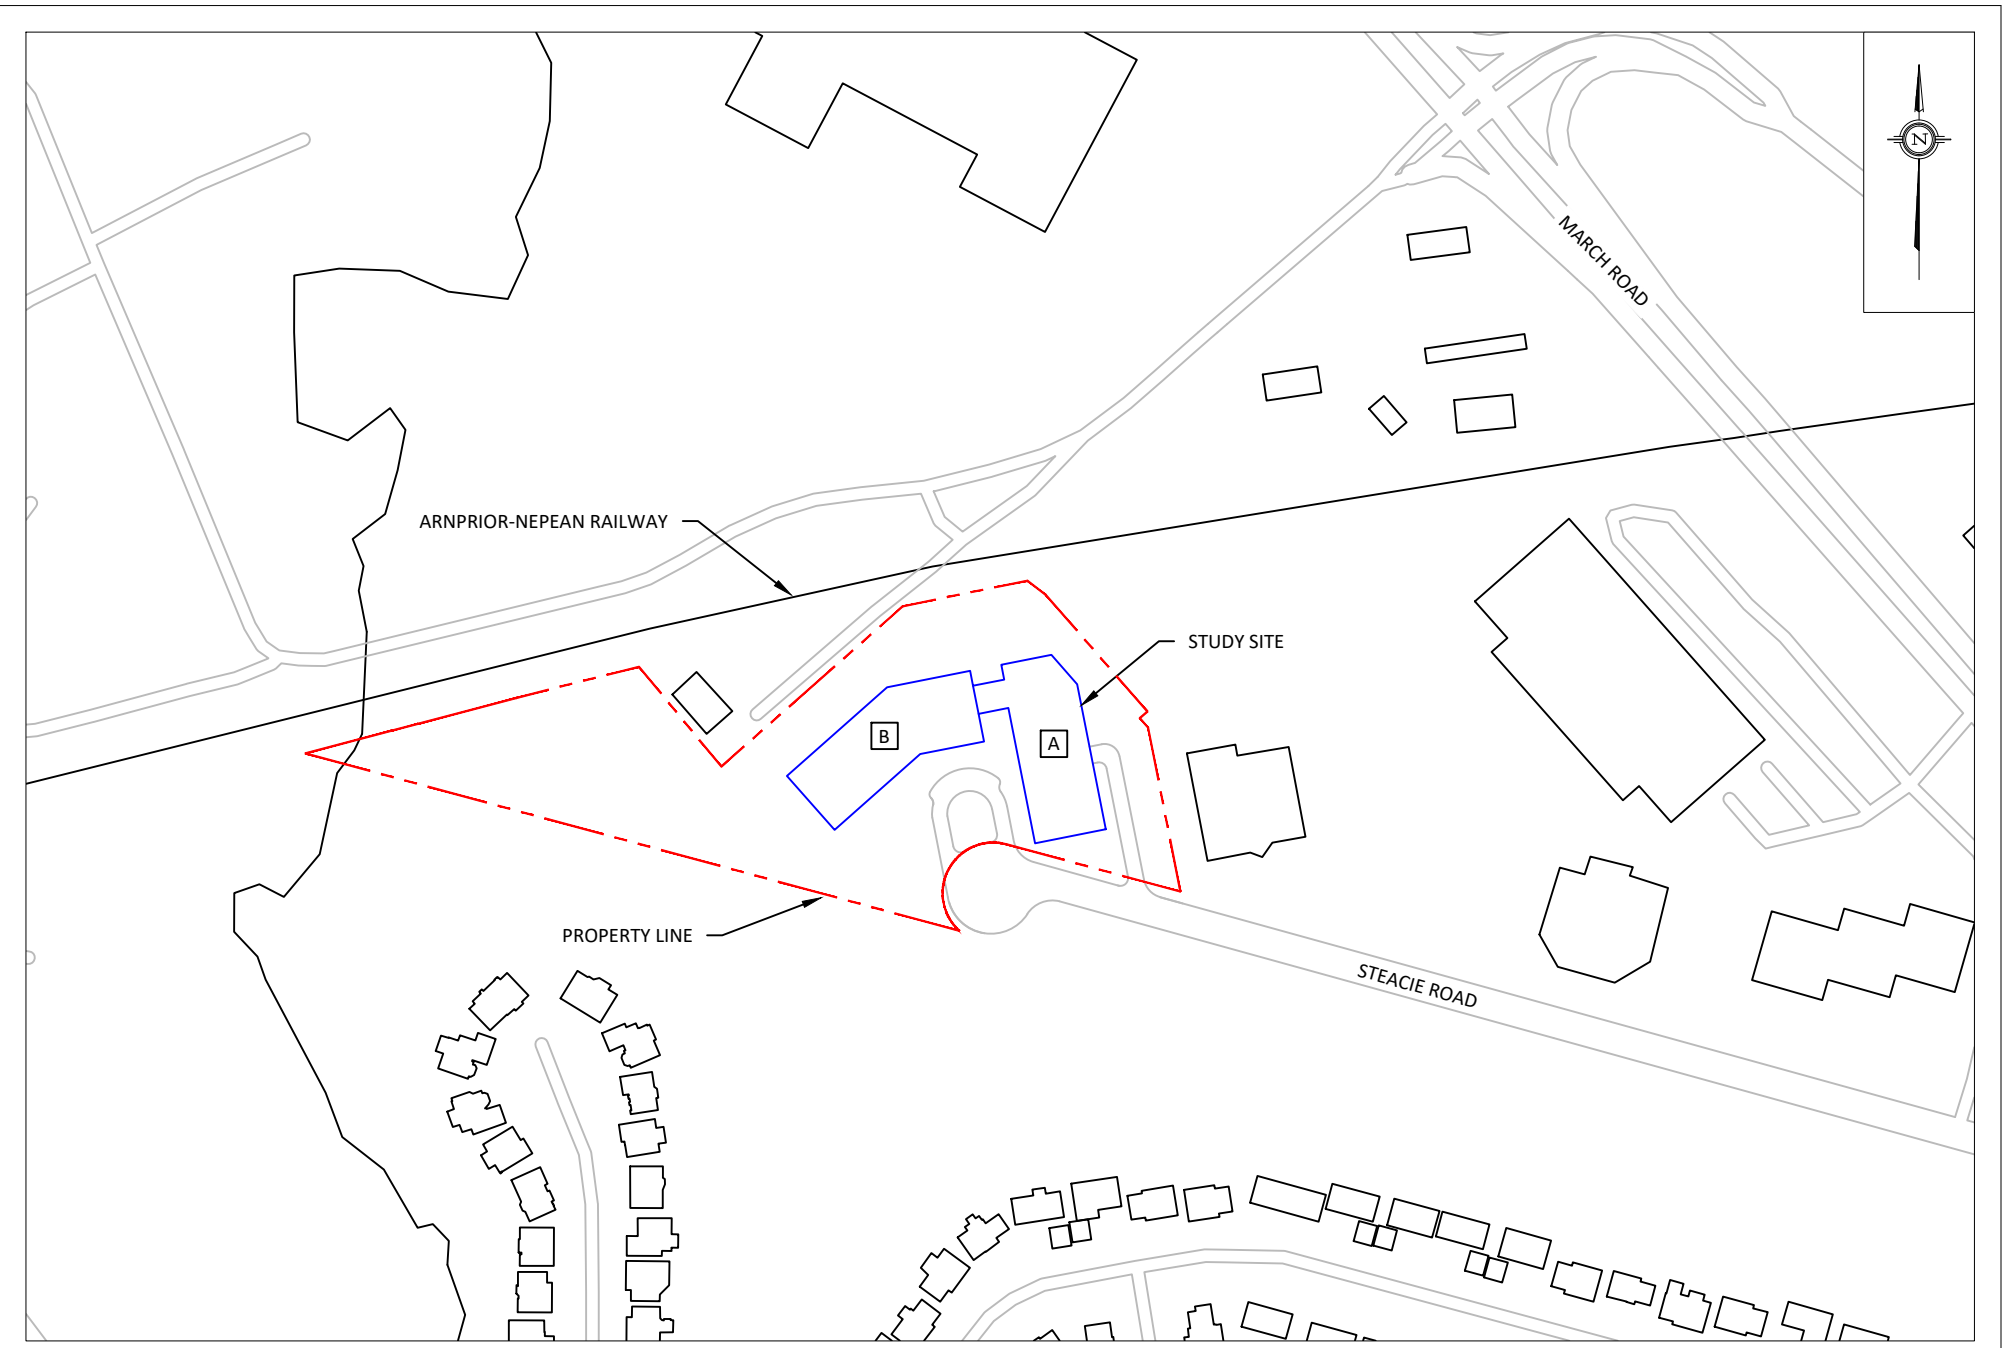 N
MARCH ROAD
ARNPRIOR-NEPEAN RAILWAY
STUDY SITE
B
A
PROPERTY LINE
STEACIE ROAD